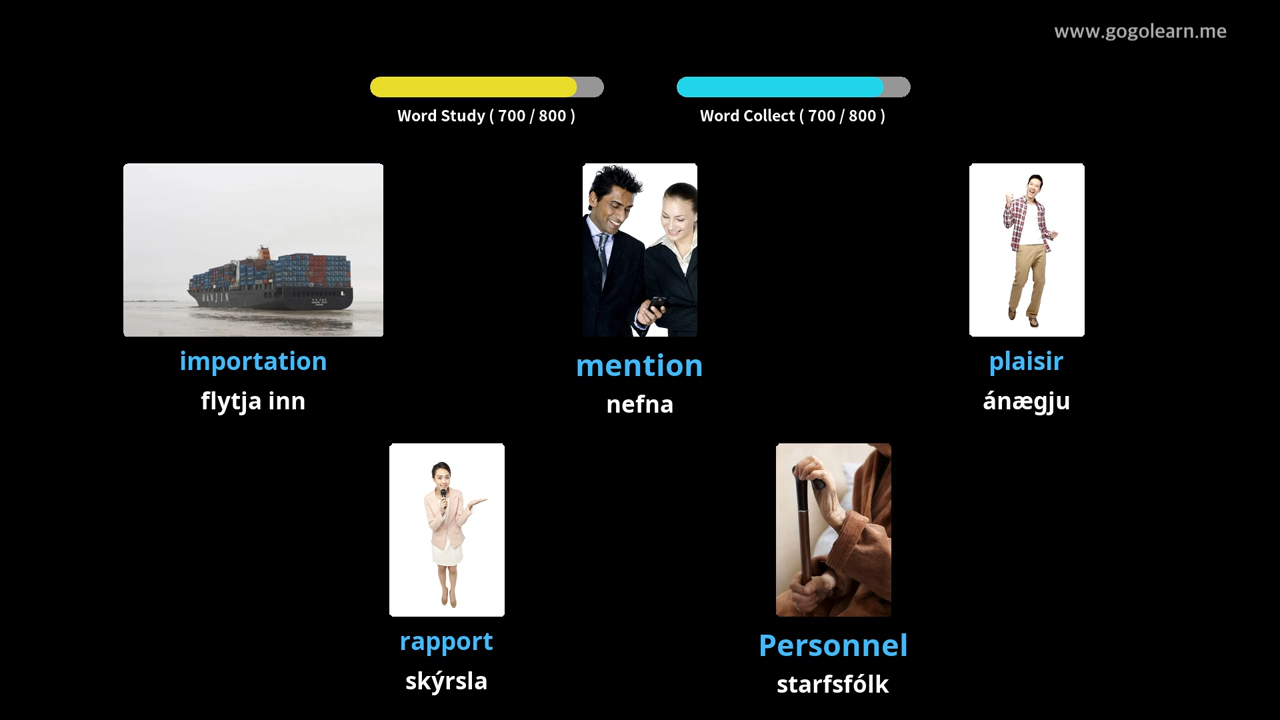 www.gogolearn.me
Word Study ( 700 / 800 )
Word Collect ( 700 / 800 )
importation
flytja inn
mention
nefna
plaisir
ánægju
rapport
skýrsla
Personnel
starfsfólk